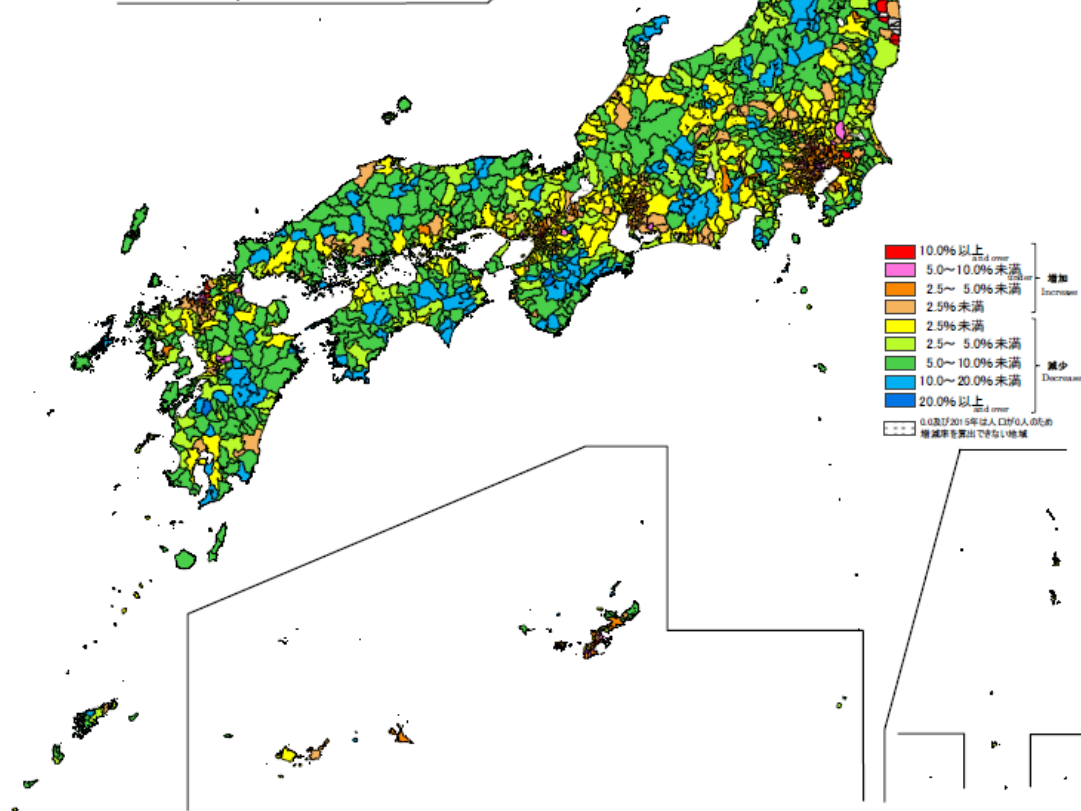 10.0%以上 and over
5.0〜10.0%未満 under
2.5〜 5.0%未満
2.5%未満
増加
Increase
2.5%未満
2.5〜 5.0%未満
5.0〜10.0%未満
10.0〜20.0%未満
20.0%以上 and over
減少
Decrease
0.0及び2015年は人口が0人のため
増減率を算出できない地域